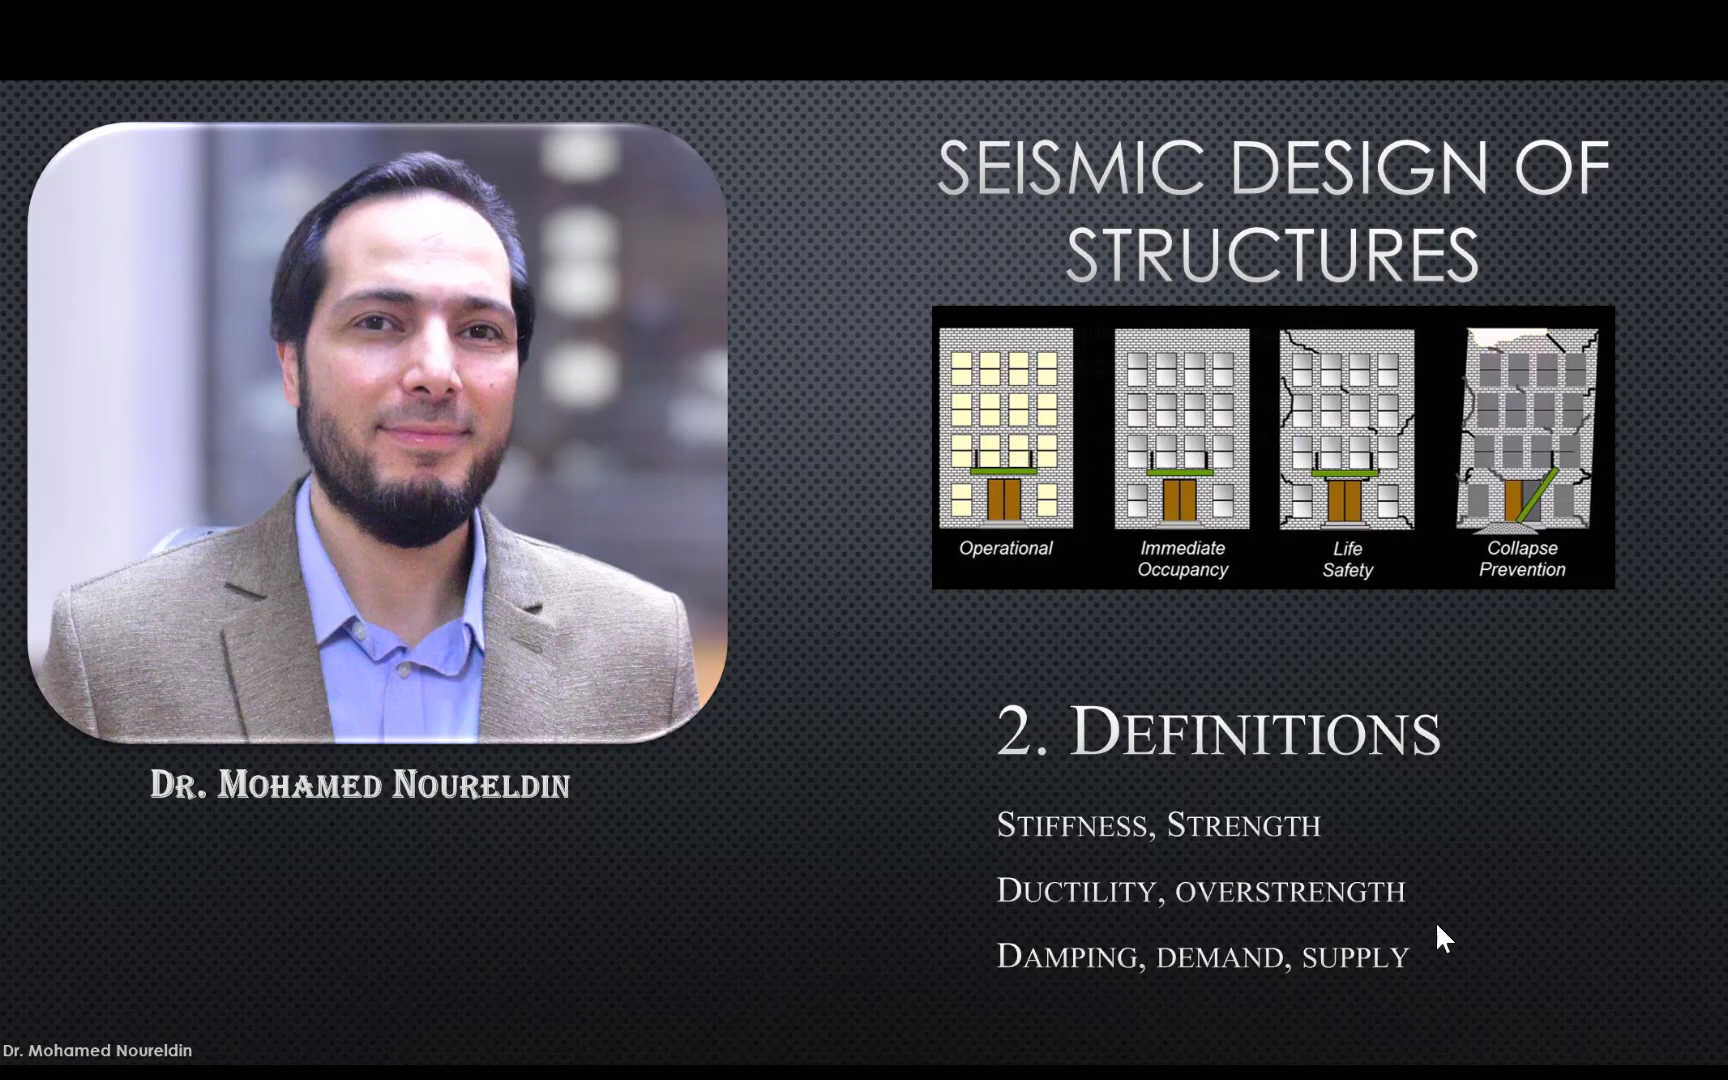 SEISMIC DESIGN OF
STRUCTURES
Operational
Immediate
Occupancy
Life
Safety
Collapse
Prevention
2. DEFINITIONS
STIFFNESS, STRENGTH
DUCTILITY, OVERSTRENGTH
DAMPING, DEMAND, SUPPLY
DR. MOHAMED NOURELDIN
Dr. Mohamed Noureldin